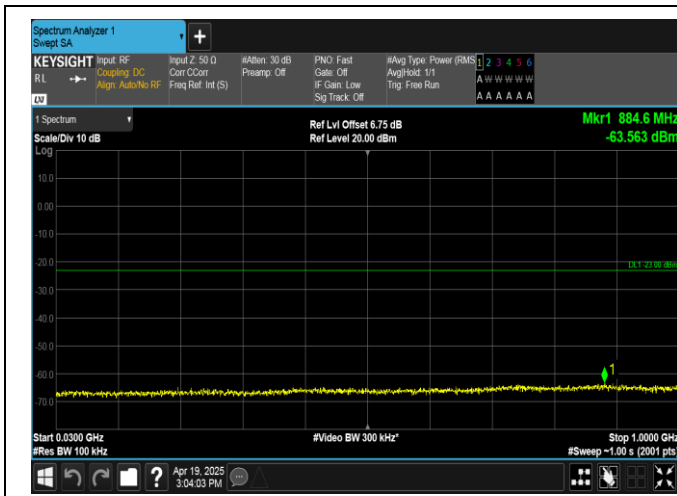 Spectrum Analyzer 1
Swept SA
+
KEYSIGHT Input: RF Input Z: 50 Ω #Atten: 30 dB PNO: Fast #Avg Type: Power (RMS 1 2 3 4 5 6
RL Coupling: DC Corr CCorr Preamp: Off Gate: Off Avg|Hold: 1/1 A W W W W W
Align: Auto/No RF Freq Ref: Int (S) IF Gain: Low Trig: Free Run
LXI Sig Track: Off A A A A A A
1 Spectrum
Scale/Div 10 dB
Ref Lvl Offset 6.75 dB
Ref Level 20.00 dBm
Mkr1 884.6 MHz
-63.563 dBm
Log
10.0
0.00
-10.0
-20.0
DL1 -23.00 dBm
-30.0
-40.0
-50.0
-60.0
1
-70.0
Start 0.0300 GHz #Video BW 300 kHz* Stop 1.0000 GHz
#Res BW 100 kHz #Sweep ~1.00 s (2001 pts)
? Apr 19, 2025
3:04:03 PM